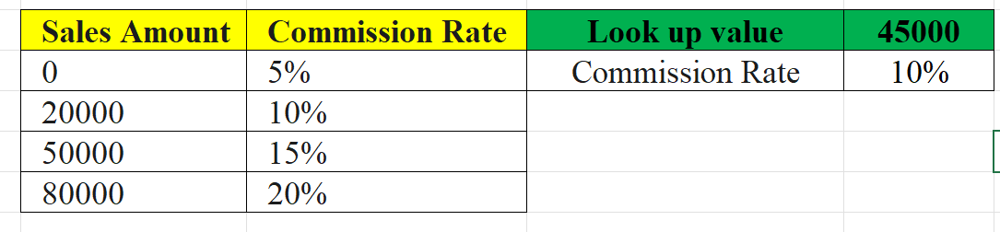 Sales Amount Commission Rate Look up value 45000
0 5% Commission Rate 10%
20000 10%
50000 15%
80000 20%